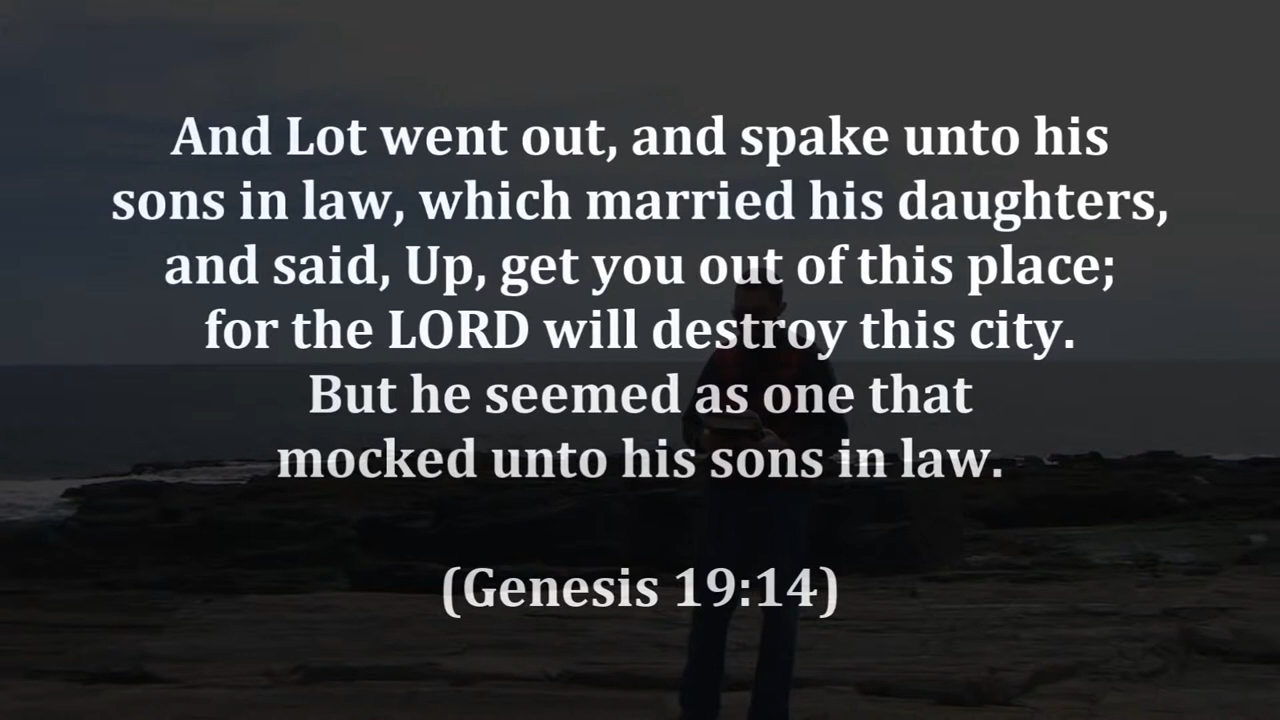 And Lot went out, and spake unto his
sons in law, which married his daughters,
and said, Up, get you out of this place;
for the LORD will destroy this city.
But he seemed as one that
mocked unto his sons in law.
(Genesis 19:14)